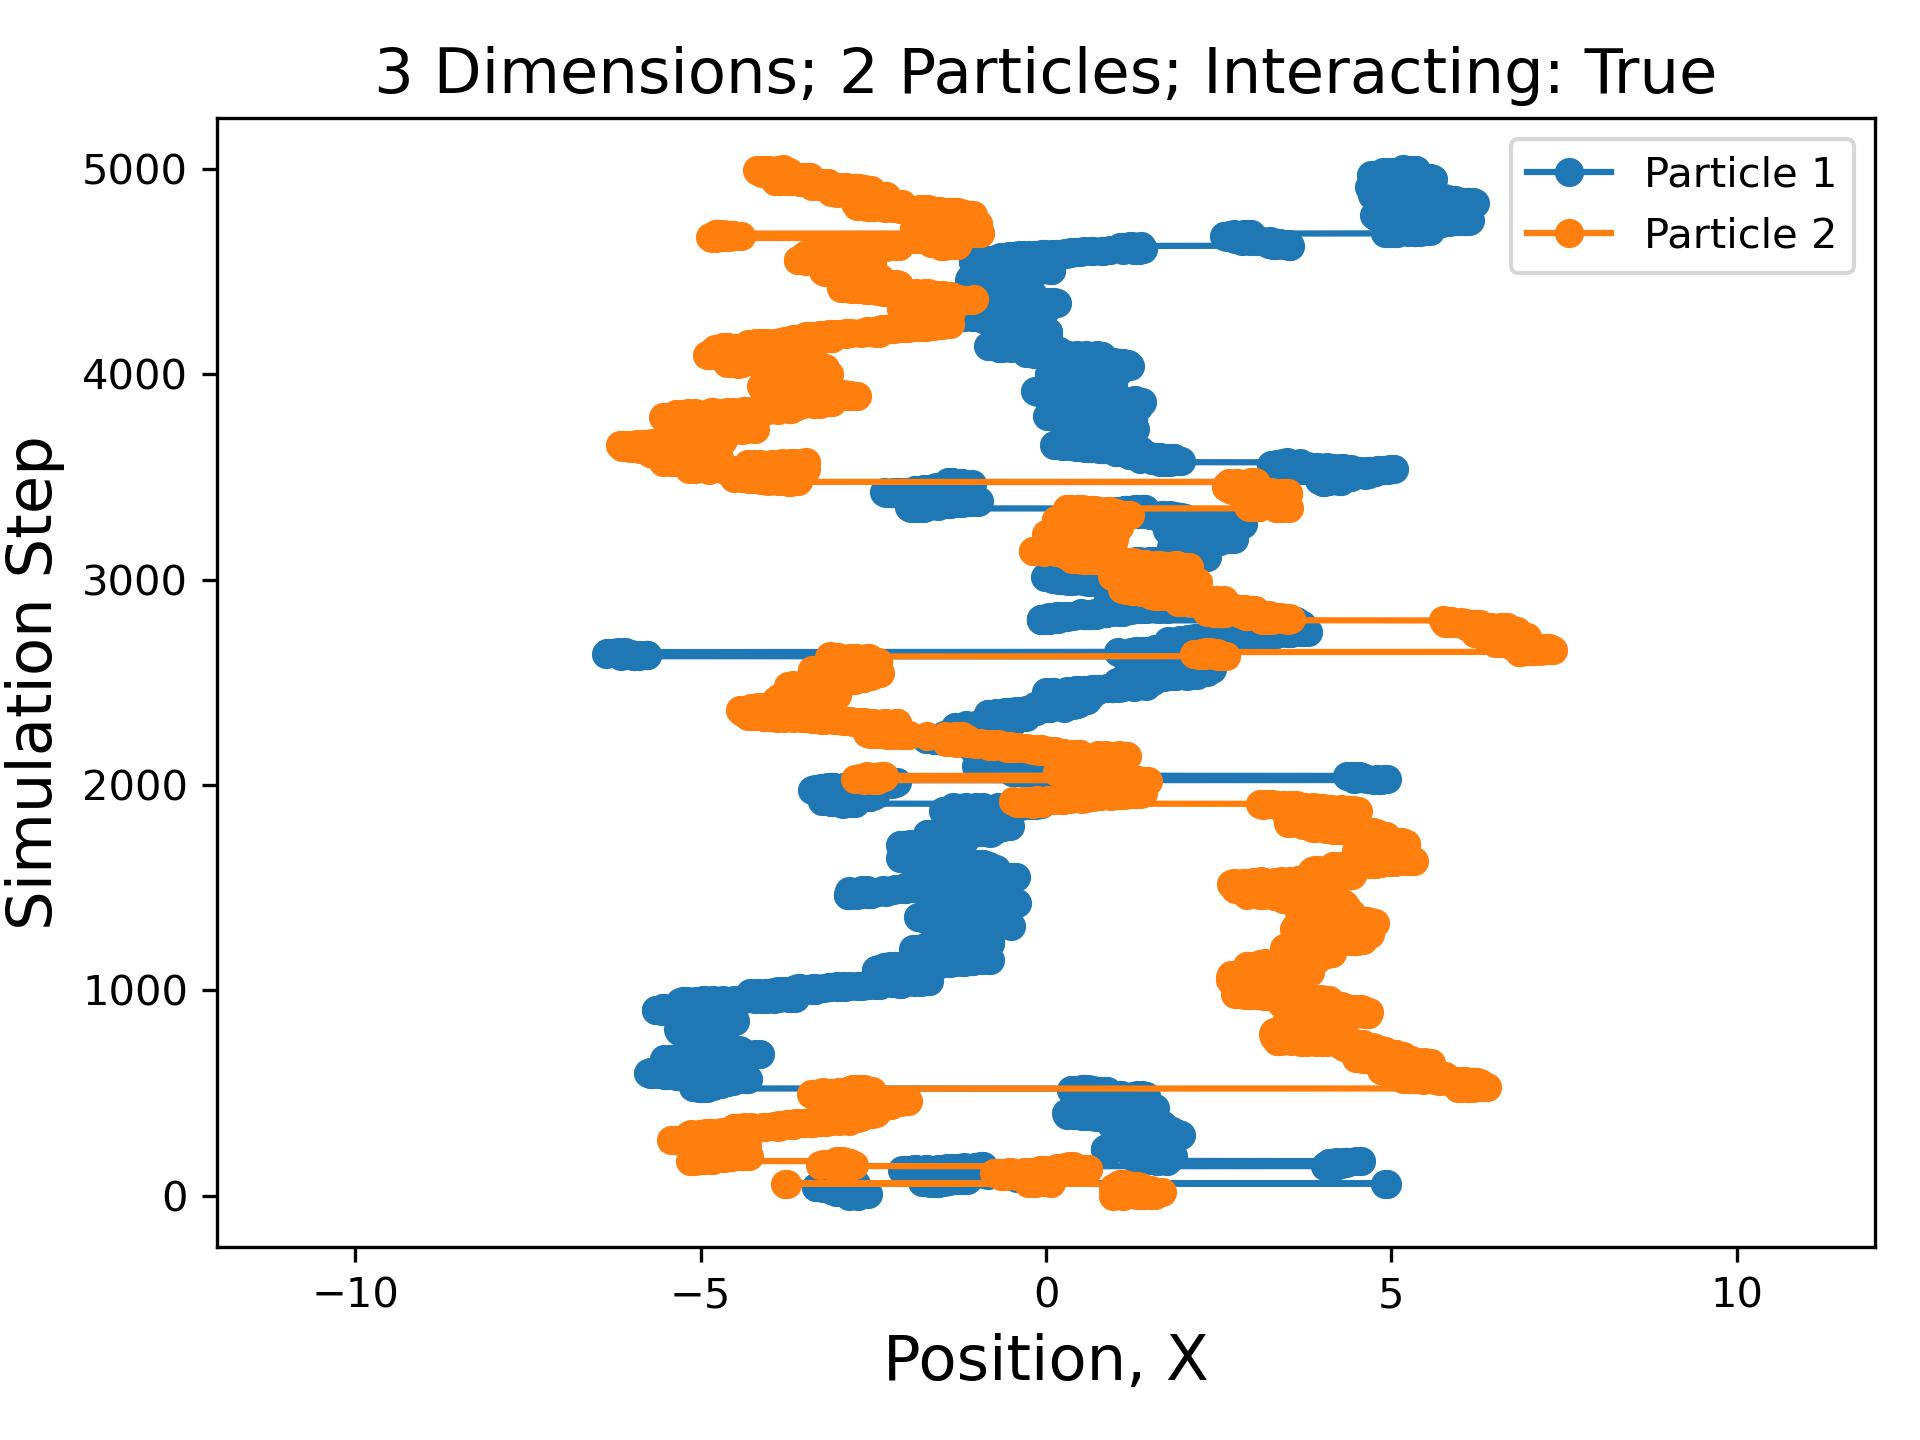 3 Dimensions; 2 Particles; Interacting: True
Particle 1
Particle 2
Simulation Step
5000
4000
3000
2000
1000
0
−10
−5
0
5
10
Position, X